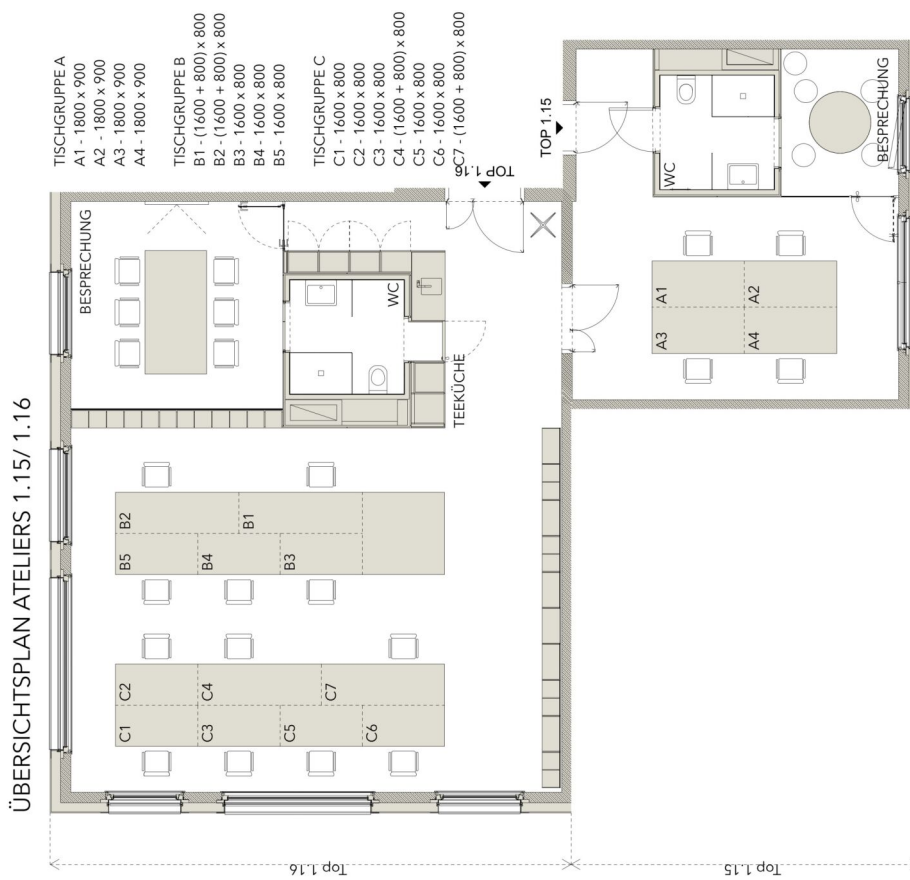 ÜBERSICHTSPLAN ATELIERS 1.15/ 1.16
TISCHGRUPPE A
A1 - 1800 x 900
A2 - 1800 x 900
A3 - 1800 x 900
A4 - 1800 x 900
TISCHGRUPPE B
B1 - (1600 + 800) x 800
B2 - (1600 + 800) x 800
B3 - 1600 x 800
B4 - 1600 x 800
B5 - 1600 x 800
TISCHGRUPPE C
C1 - 1600 x 800
C2 - 1600 x 800
C3 - 1600 x 800
C4 - (1600 + 800) x 800
C5 - 1600 x 800
C6 - 1600 x 800
C7 - (1600 + 800) x 800
BESPRECHUNG
WC
TEEKÜCHE
TOP 1.16
TOP 1.15
B2
B1
B5
B4
B3
C2
C4
C7
C1
C3
C5
C6
WC
BESPRECHUNG
A1
A2
A3
A4
Top 1.16
Top 1.15